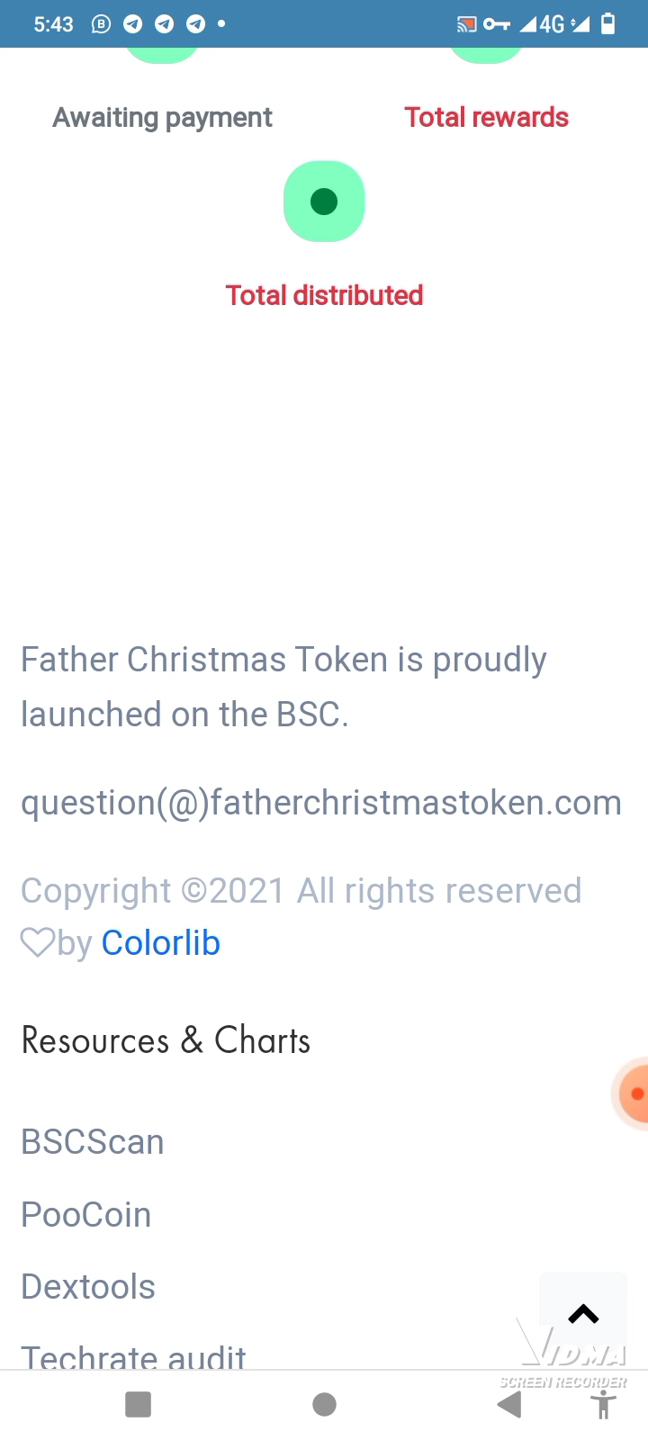 5:43
4G
Awaiting payment Total rewards
Total distributed
Father Christmas Token is proudly
launched on the BSC.
question(@)fatherchristmastoken.com
Copyright ©2021 All rights reserved
♡by Colorlib
Resources & Charts
BSCScan
PooCoin
Dextools
Techrate audit
VIDMA
SCREEN RECORDER